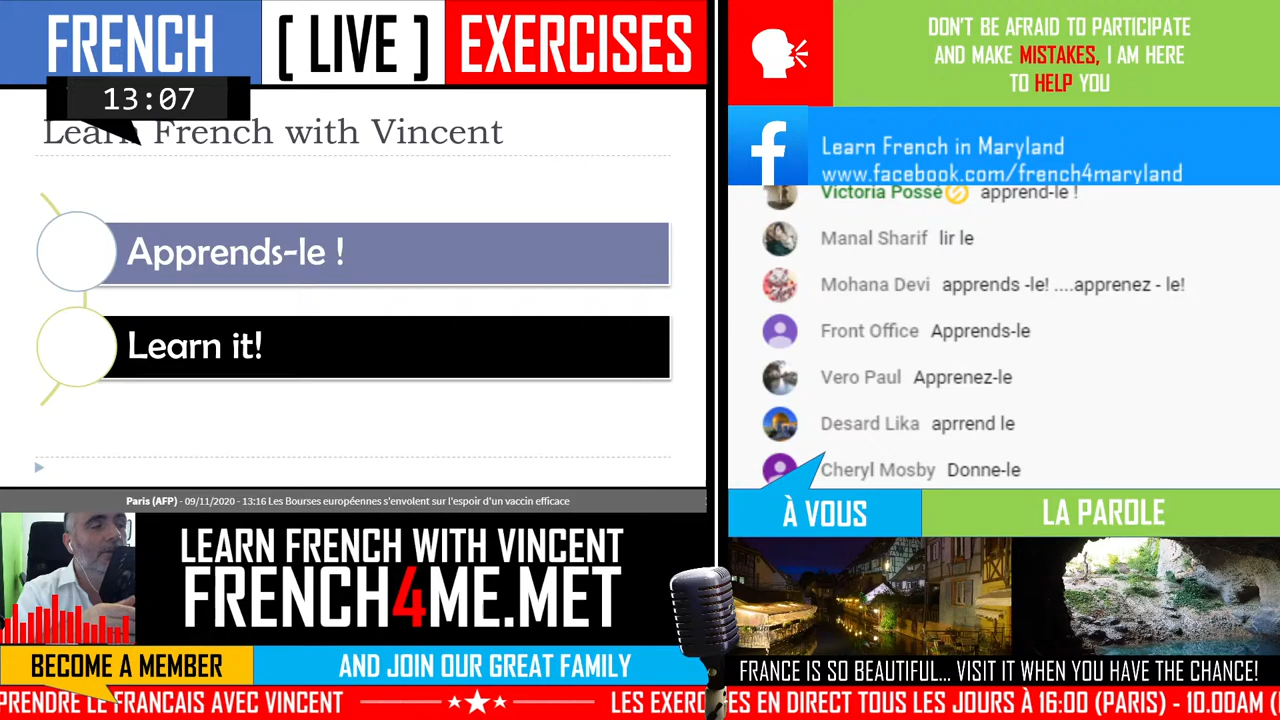 FRENCH
[ LIVE ]
EXERCISES
13:07
Learn French with Vincent
Apprends-le !
Learn it!
Paris (AFP) - 09/11/2020 - 13:16 Les Bourses européennes s'envolent sur l'espoir d'un vaccin efficace
LEARN FRENCH WITH VINCENT
FRENCH4ME.MET
BECOME A MEMBER
AND JOIN OUR GREAT FAMILY
DON'T BE AFRAID TO PARTICIPATE
AND MAKE MISTAKES, I AM HERE
TO HELP YOU
Learn French in Maryland
www.facebook.com/french4maryland
Victoria Possé apprend-le !
Manal Sharif lir le
Mohana Devi apprends -le! ....apprenez - le!
Front Office Apprends-le
Vero Paul Apprenez-le
Desard Lika aprrend le
Cheryl Mosby Donne-le
À VOUS
LA PAROLE
FRANCE IS SO BEAUTIFUL... VISIT IT WHEN YOU HAVE THE CHANCE!
PRENDRE LE FRANCAIS AVEC VINCENT
LES EXERCICES EN DIRECT TOUS LES JOURS À 16:00 (PARIS) - 10.00AM (